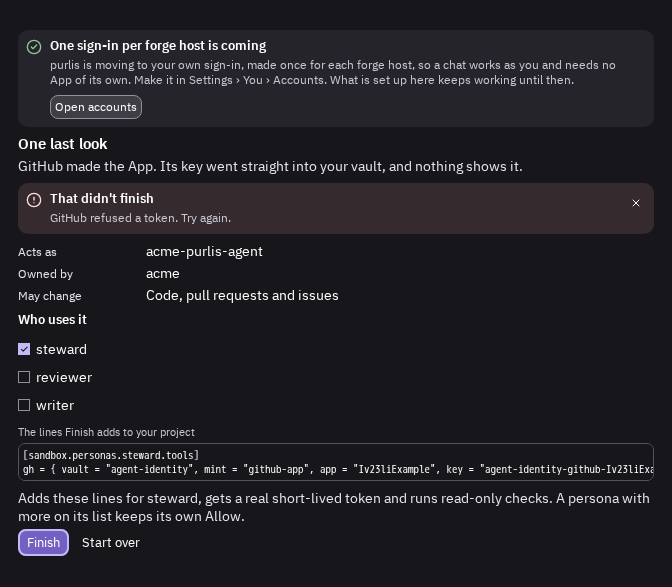 One sign-in per forge host is coming
purlis is moving to your own sign-in, made once for each forge host, so a chat works as you and needs no
App of its own. Make it in Settings › You › Accounts. What is set up here keeps working until then.
Open accounts
One last look
GitHub made the App. Its key went straight into your vault, and nothing shows it.
That didn't finish
GitHub refused a token. Try again.
Acts as acme-purlis-agent
Owned by acme
May change Code, pull requests and issues
Who uses it
steward
reviewer
writer
The lines Finish adds to your project
[sandbox.personas.steward.tools]
gh = { vault = "agent-identity", mint = "github-app", app = "Iv23liExample", key = "agent-identity-github-Iv23liExa
Adds these lines for steward, gets a real short-lived token and runs read-only checks. A persona with
more on its list keeps its own Allow.
Finish Start over